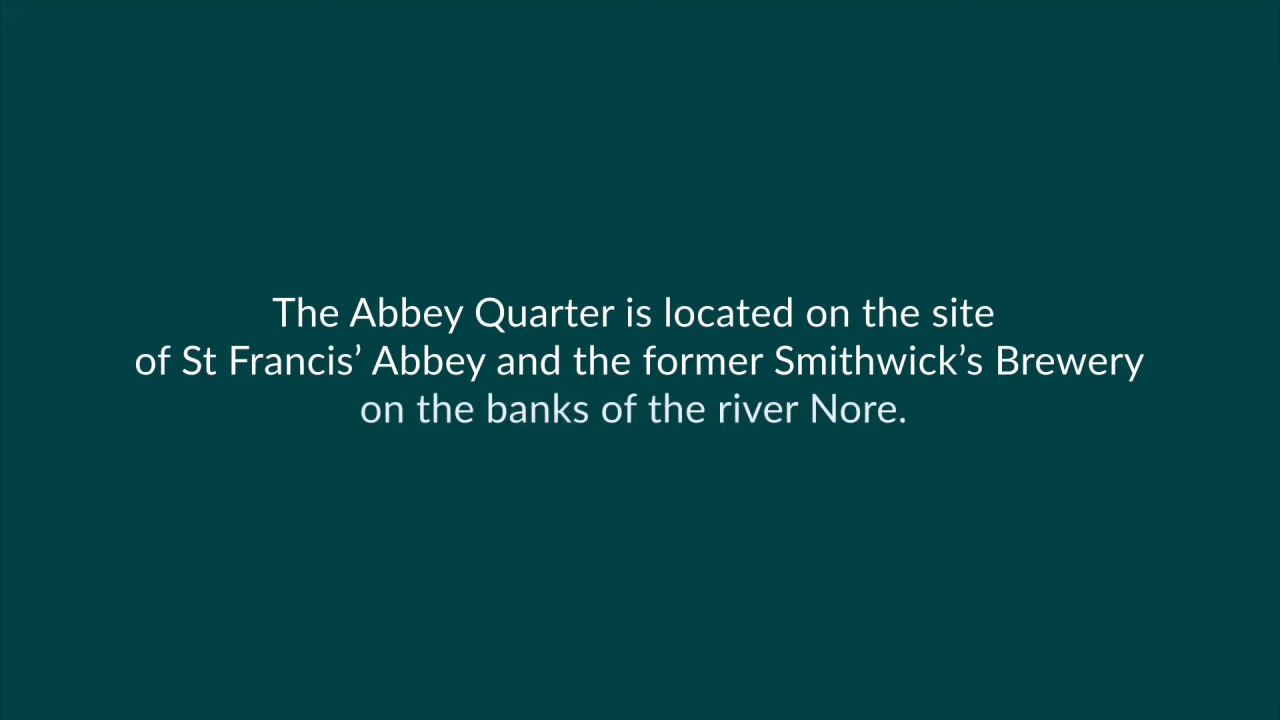 The Abbey Quarter is located on the site
of St Francis’ Abbey and the former Smithwick’s Brewery
on the banks of the river Nore.